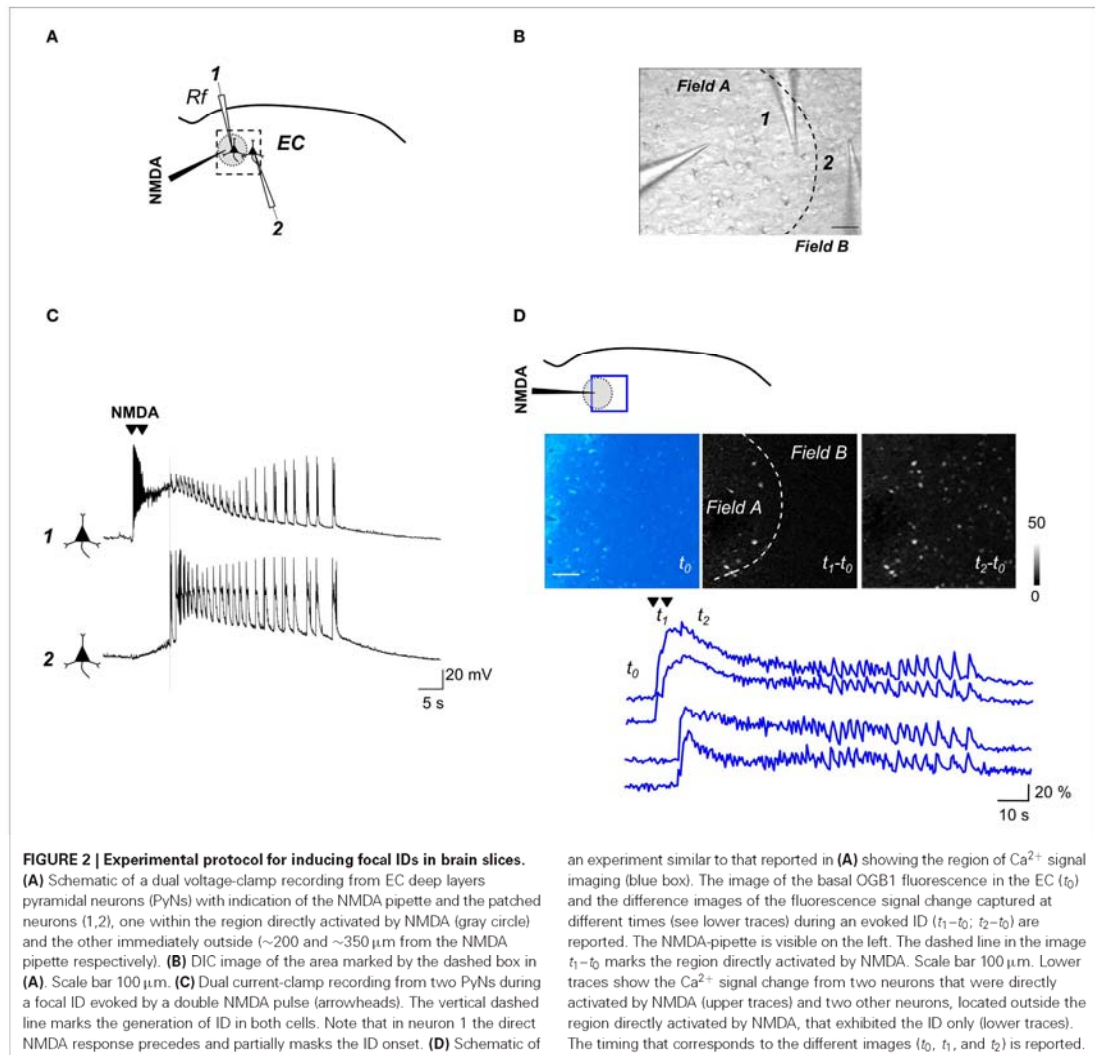 A
1
Rf
EC
NMDA
2
B
Field A
1
2
Field B
C
NMDA
1
2
20 mV
5 s
D
NMDA
Field B
Field A
t0
t1-t0
t2-t0
50
0
t1
t2
t0
20 %
10 s
FIGURE 2 | Experimental protocol for inducing focal IDs in brain slices.
(A) Schematic of a dual voltage-clamp recording from EC deep layers
pyramidal neurons (PyNs) with indication of the NMDA pipette and the patched
neurons (1,2), one within the region directly activated by NMDA (gray circle)
and the other immediately outside (~200 and ~350 μm from the NMDA
pipette respectively). (B) DIC image of the area marked by the dashed box in
(A). Scale bar 100 μm. (C) Dual current-clamp recording from two PyNs during
a focal ID evoked by a double NMDA pulse (arrowheads). The vertical dashed
line marks the generation of ID in both cells. Note that in neuron 1 the direct
NMDA response precedes and partially masks the ID onset. (D) Schematic of
an experiment similar to that reported in (A) showing the region of Ca2+ signal
imaging (blue box). The image of the basal OGB1 fluorescence in the EC (t0)
and the difference images of the fluorescence signal change captured at
different times (see lower traces) during an evoked ID (t1–t0; t2–t0) are
reported. The NMDA-pipette is visible on the left. The dashed line in the image
t1–t0 marks the region directly activated by NMDA. Scale bar 100 μm. Lower
traces show the Ca2+ signal change from two neurons that were directly
activated by NMDA (upper traces) and two other neurons, located outside the
region directly activated by NMDA, that exhibited the ID only (lower traces).
The timing that corresponds to the different images (t0, t1, and t2) is reported.